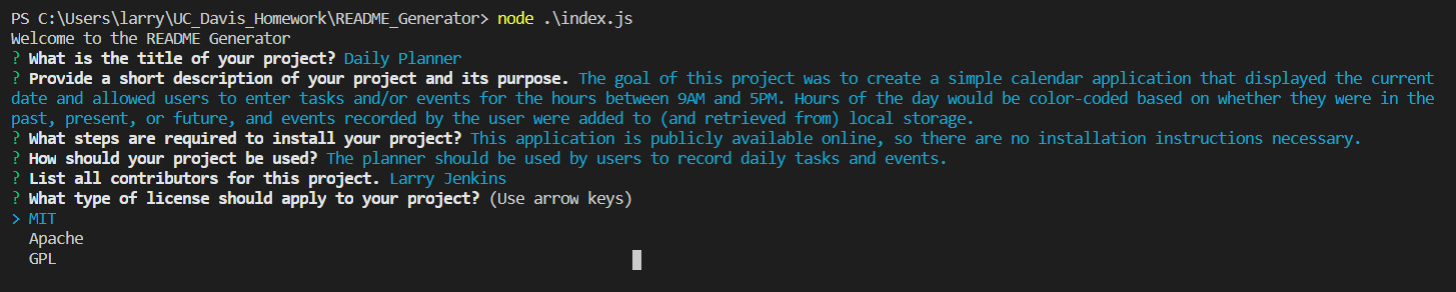 PS C:\Users\larry\UC_Davis_Homework\README_Generator> node .\index.js
Welcome to the README Generator
? What is the title of your project? Daily Planner
? Provide a short description of your project and its purpose. The goal of this project was to create a simple calendar application that displayed the current
date and allowed users to enter tasks and/or events for the hours between 9AM and 5PM. Hours of the day would be color-coded based on whether they were in the
past, present, or future, and events recorded by the user were added to (and retrieved from) local storage.
? What steps are required to install your project? This application is publicly available online, so there are no installation instructions necessary.
? How should your project be used? The planner should be used by users to record daily tasks and events.
? List all contributors for this project. Larry Jenkins
? What type of license should apply to your project? (Use arrow keys)
> MIT
  Apache
  GPL